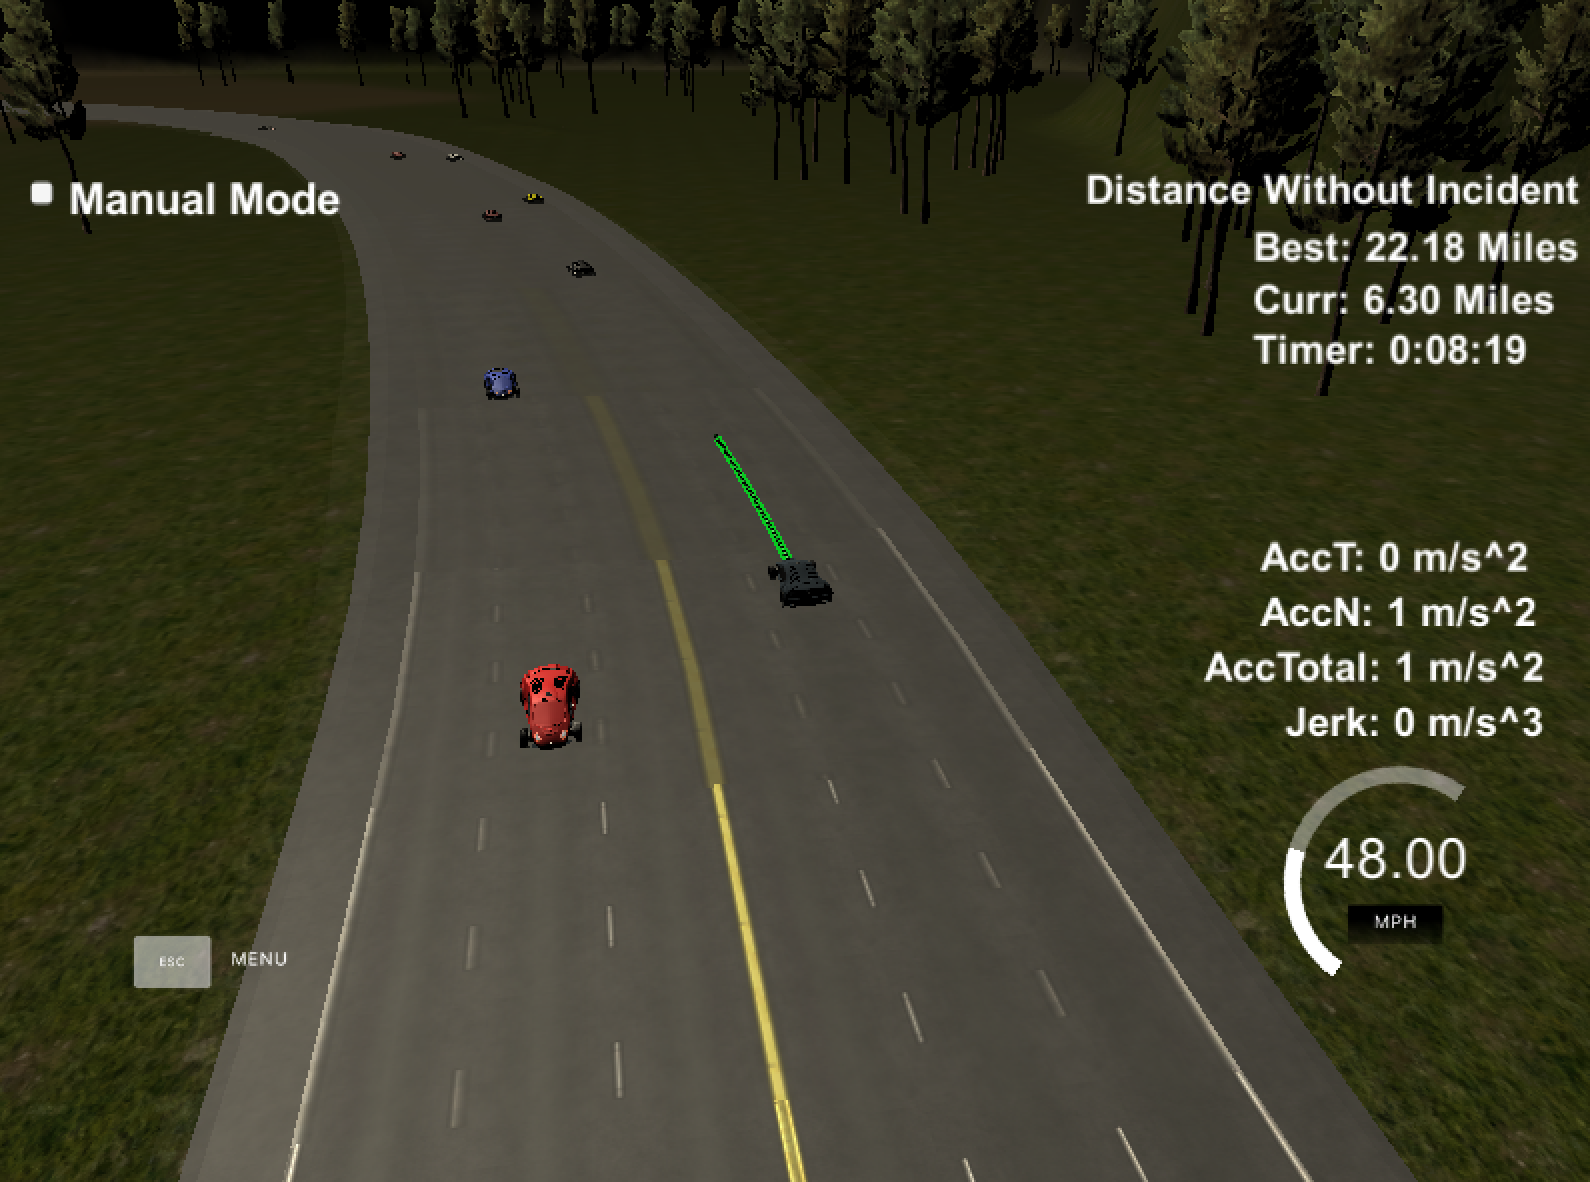 Manual Mode
Distance Without Incident
Best: 22.18 Miles
Curr: 6.30 Miles
Timer: 0:08:19
AccT: 0 m/s^2
AccN: 1 m/s^2
AccTotal: 1 m/s^2
Jerk: 0 m/s^3
48.00
MPH
ESC MENU